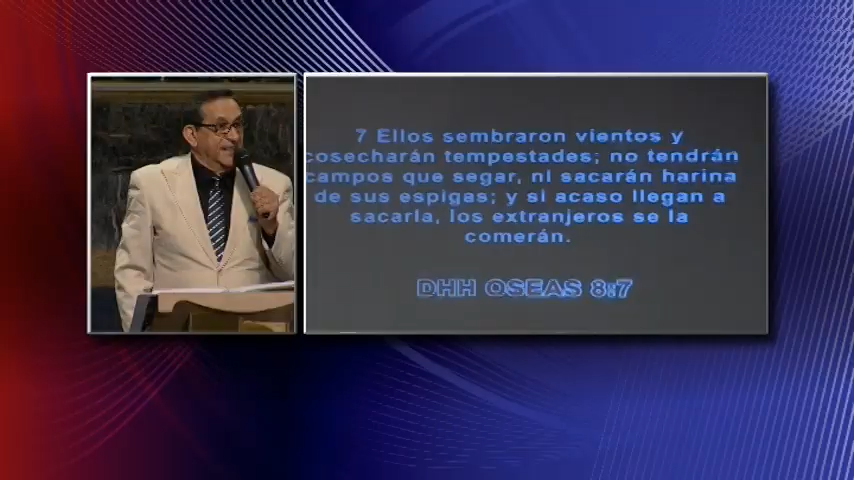 7 Ellos sembraron vientos y
cosecharán tempestades; no tendrán
campos que segar, ni sacarán harina
de sus espigas; y si acaso llegan a
sacarla, los extranjeros se la
comerán.
DHH OSEAS 8:7